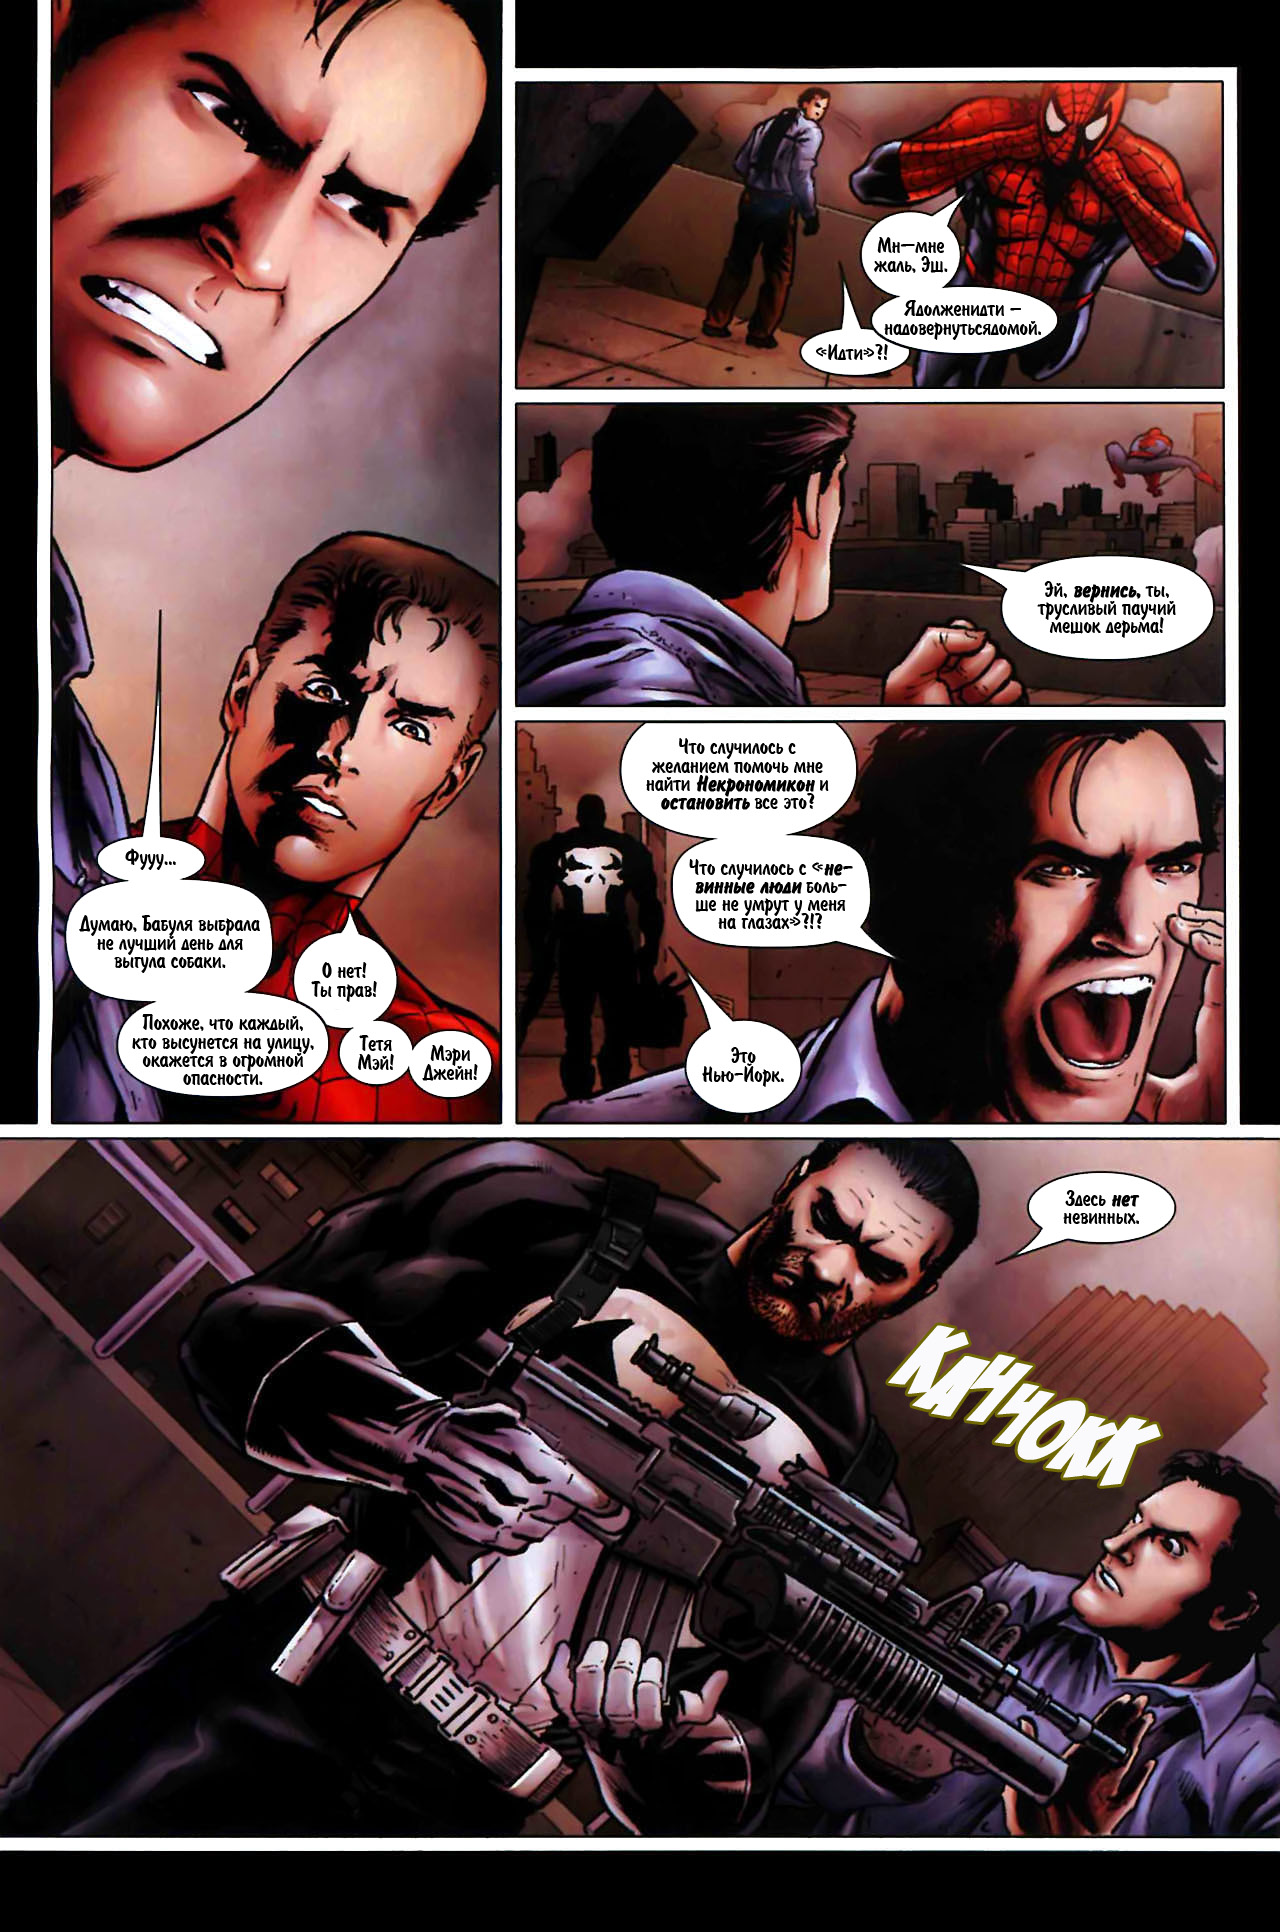 Фууу...
Думаю, Бабуля выбрала
не лучший день для
выгула собаки.
Похоже, что каждый,
кто высунется на улицу,
окажется в огромной
опасности.
О нет!
Ты прав!
Тетя
Мэй!
Мэри
Джейн!
Мн—мне
жаль, Эш.
Ядолженидти —
надовернутьсядомой.
«Идти»?!
Эй, вернись, ты,
трусливый паучий
мешок дерьма!
Что случилось с
желанием помочь мне
найти Некрономикон и
остановить все это?
Что случилось с «не-
винные люди боль-
ше не умрут у меня
на глазах»?!?
Это
Нью-Йорк.
Здесь нет
невинных.
КАЧЧОКК